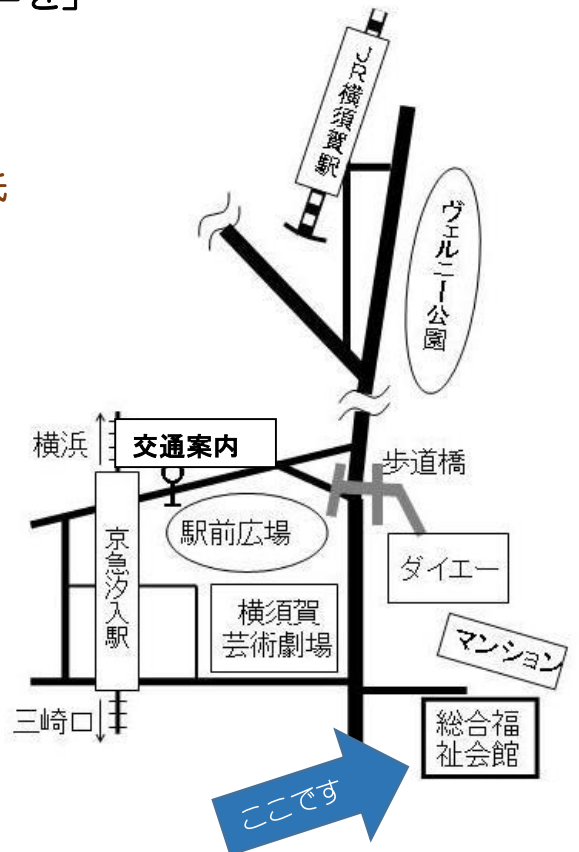 ーを」
氏
JR横須賀駅
ヴェルニー公園
横浜
交通案内
歩道橋
駅前広場
京急汐入駅
ダイエー
横須賀
芸術劇場
マンション
三崎口
総合福
祉会館
ここです